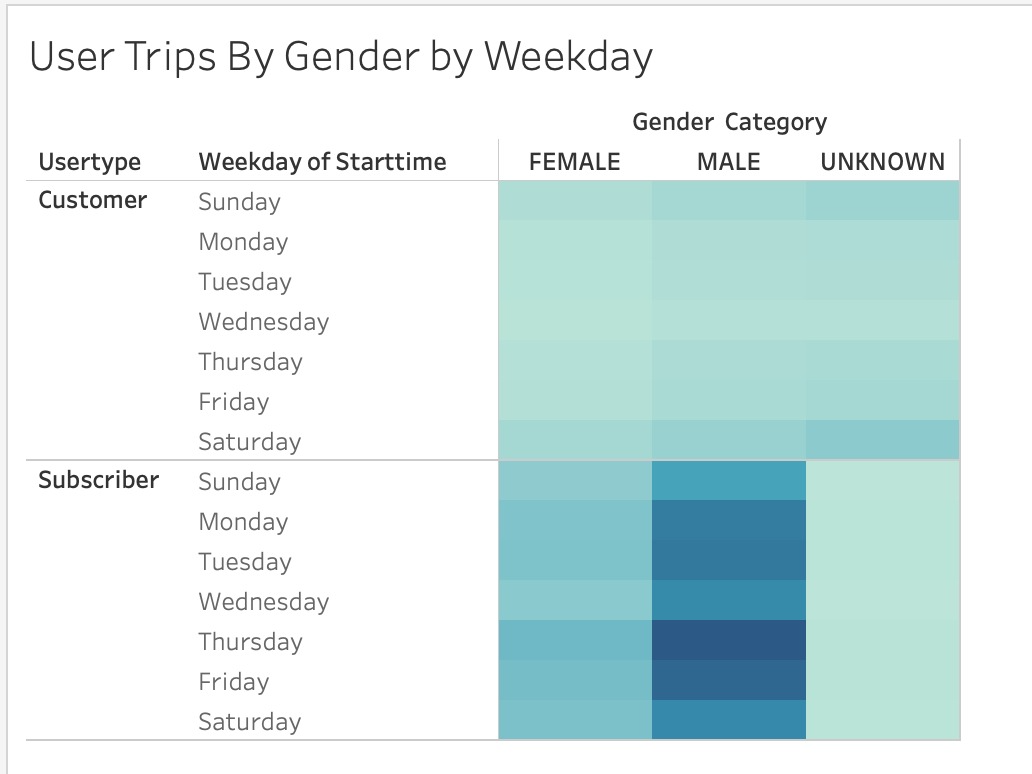 User Trips By Gender by Weekday
Gender Category
Usertype Weekday of Starttime FEMALE MALE UNKNOWN
Customer Sunday
Monday
Tuesday
Wednesday
Thursday
Friday
Saturday
Subscriber Sunday
Monday
Tuesday
Wednesday
Thursday
Friday
Saturday